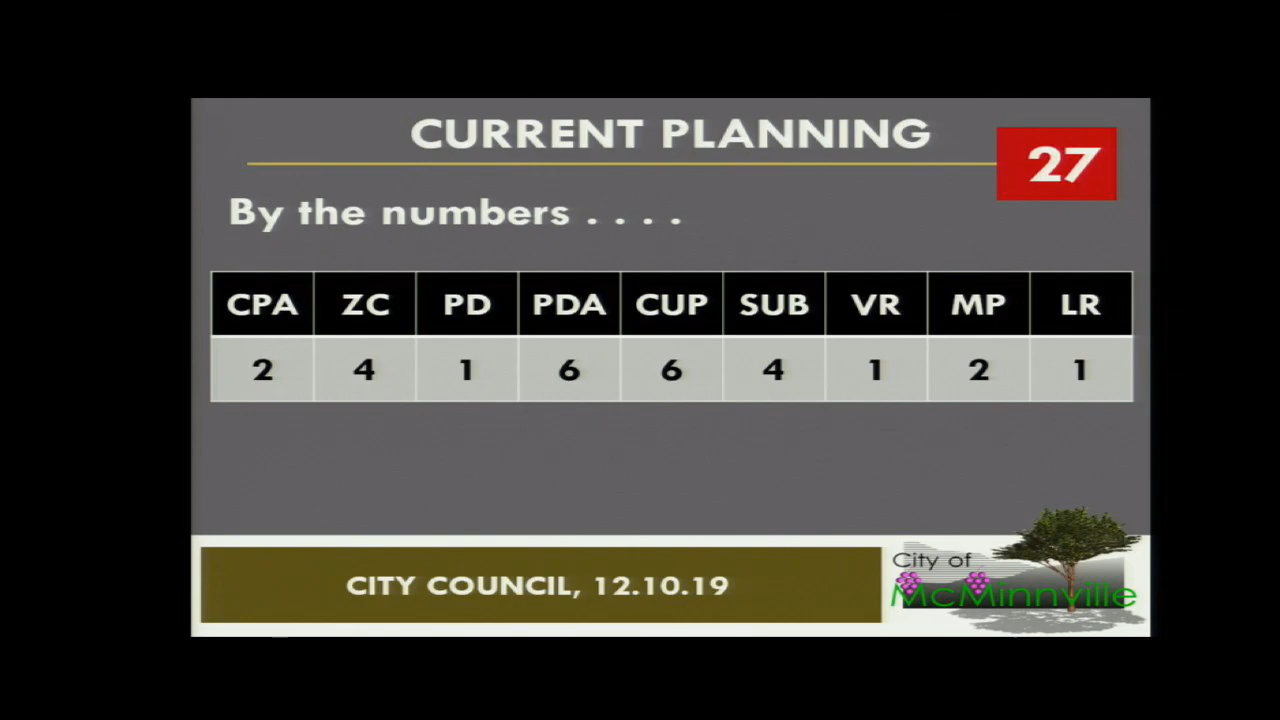 CURRENT PLANNING
27
By the numbers . . . .
CPA ZC PD PDA CUP SUB VR MP LR
2 4 1 6 6 4 1 2 1
CITY COUNCIL, 12.10.19
City of
McMinnville